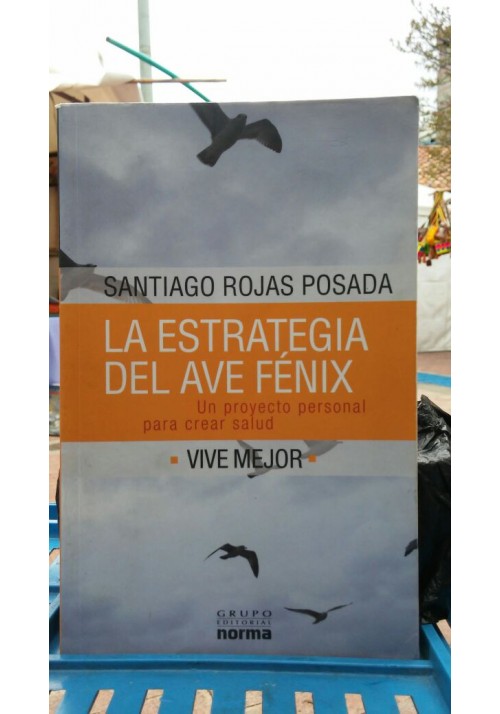 SANTIAGO ROJAS POSADA
LA ESTRATEGIA
DEL AVE FÉNIX
Un proyecto personal
para crear salud
VIVE MEJOR
GRUPO
EDITORIAL
norma